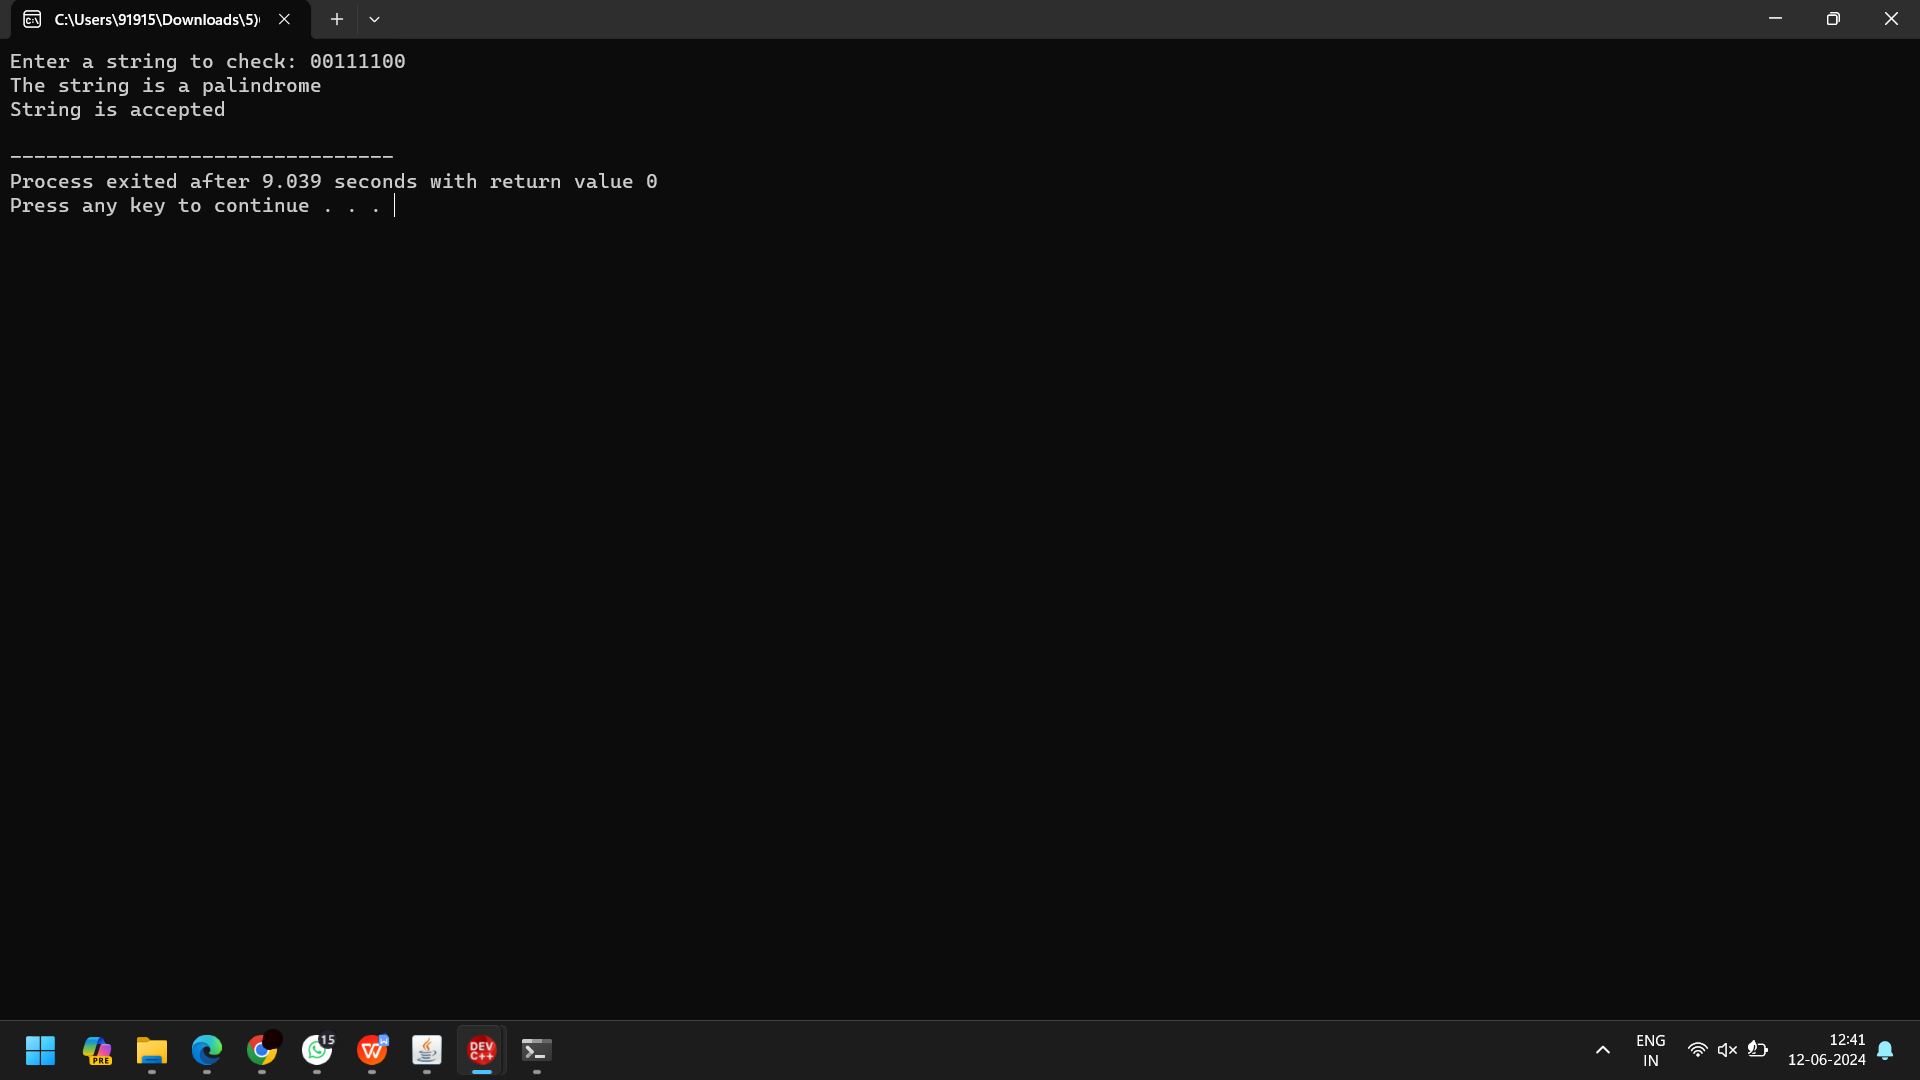 C:\Users\91915\Downloads\5)
Enter a string to check: 00111100
The string is a palindrome
String is accepted
--------------------------------
Process exited after 9.039 seconds with return value 0
Press any key to continue . . .
PRE
15
W
DEV
C++
ENG
IN
12:41
12-06-2024